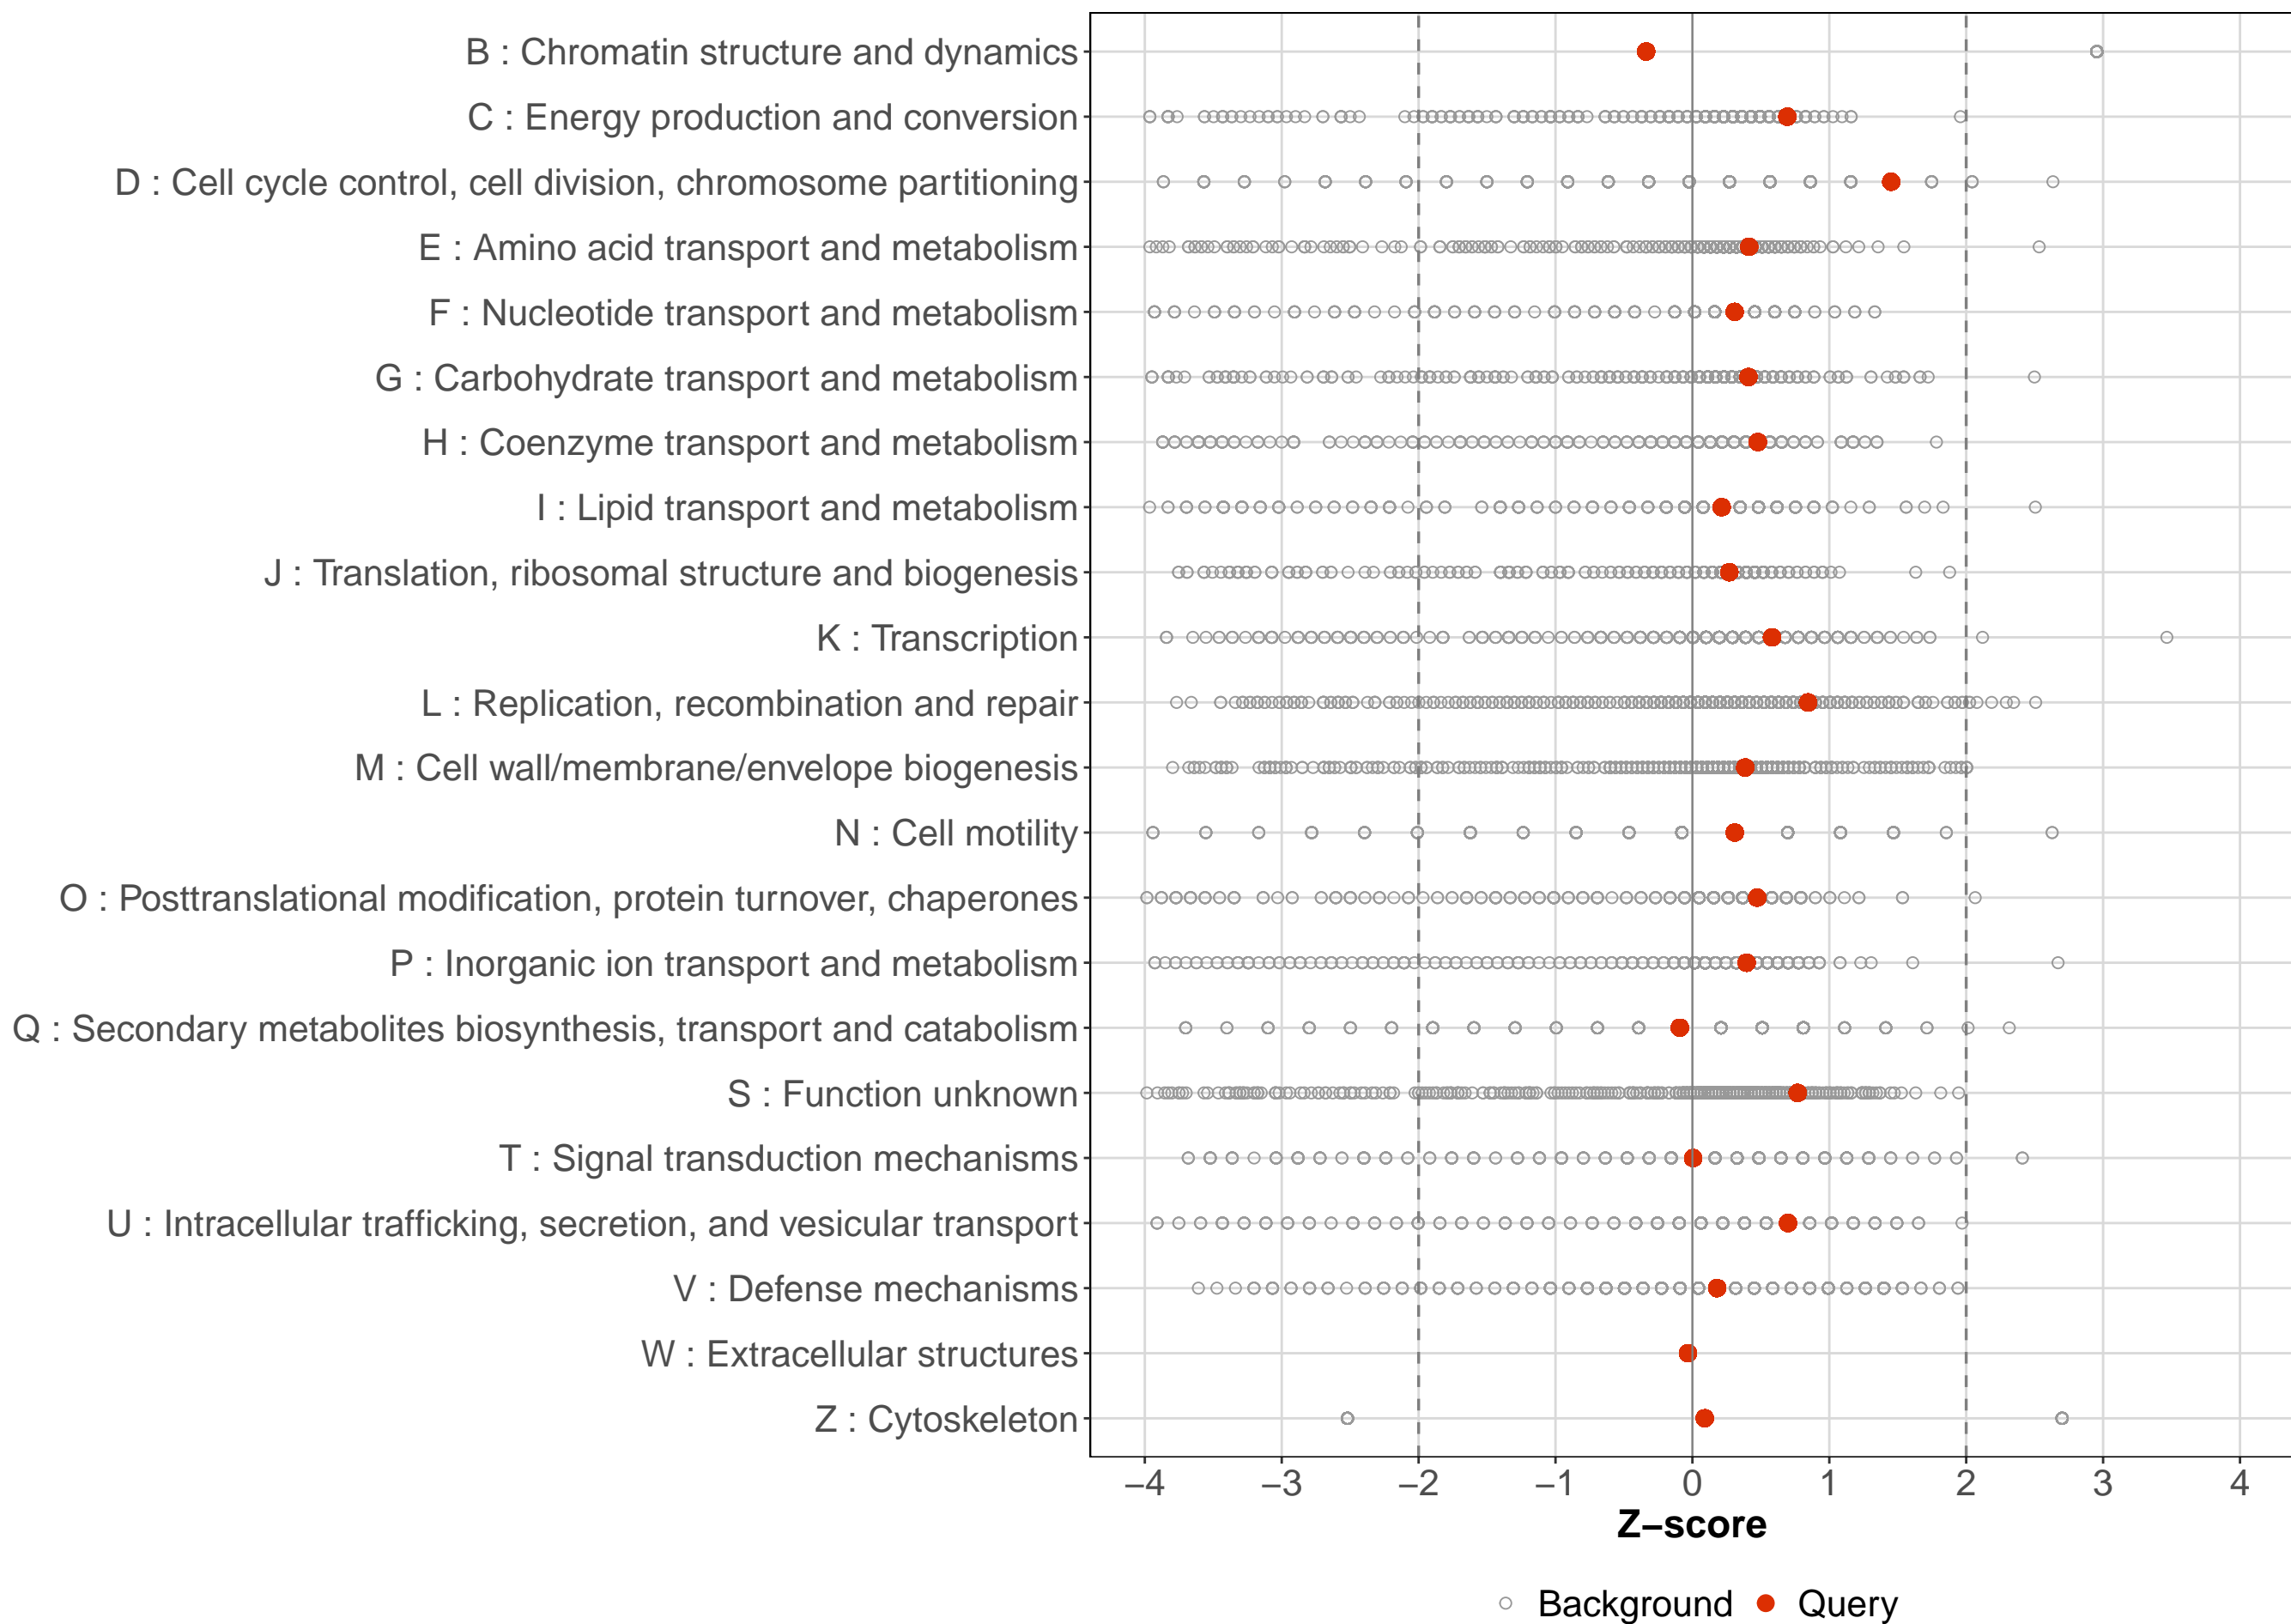 B : Chromatin structure and dynamics
C : Energy production and conversion
D : Cell cycle control, cell division, chromosome partitioning
E : Amino acid transport and metabolism
F : Nucleotide transport and metabolism
G : Carbohydrate transport and metabolism
H : Coenzyme transport and metabolism
I : Lipid transport and metabolism
J : Translation, ribosomal structure and biogenesis
K : Transcription
L : Replication, recombination and repair
M : Cell wall/membrane/envelope biogenesis
N : Cell motility
O : Posttranslational modification, protein turnover, chaperones
P : Inorganic ion transport and metabolism
Q : Secondary metabolites biosynthesis, transport and catabolism
S : Function unknown
T : Signal transduction mechanisms
U : Intracellular trafficking, secretion, and vesicular transport
V : Defense mechanisms
W : Extracellular structures
Z : Cytoskeleton
−4 −3 −2 −1 0 1 2 3 4
Z−score
Background Query